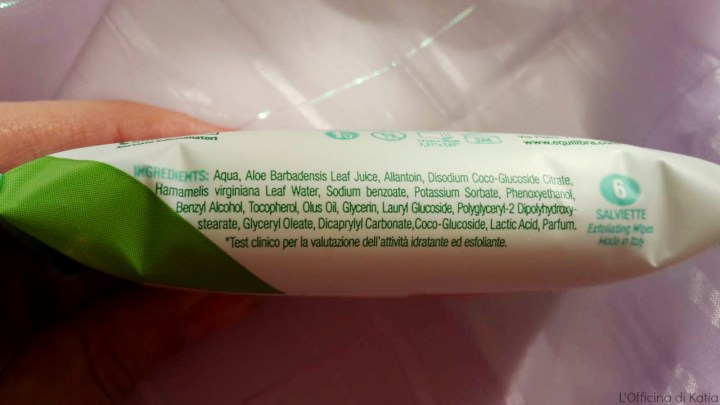 www.equilibra.
INGREDIENTS: Aqua, Aloe Barbadensis Leaf Juice, Allantoin, Disodium Coco-Glucoside Citrate,
Hamamelis virginiana Leaf Water, Sodium benzoate, Potassium Sorbate, Phenoxyethanol,
Benzyl Alcohol, Tocopherol, Olus Oil, Glycerin, Lauryl Glucoside, Polyglyceryl-2 Dipolyhydroxy-
stearate, Glyceryl Oleate, Dicaprylyl Carbonate,Coco-Glucoside, Lactic Acid, Parfum.
*Test clinico per la valutazione dell'attività idratante ed esfoliante.
6
SALVIETTE
Exfoliating Wipes
Made in Italy
L'Officina di Katia